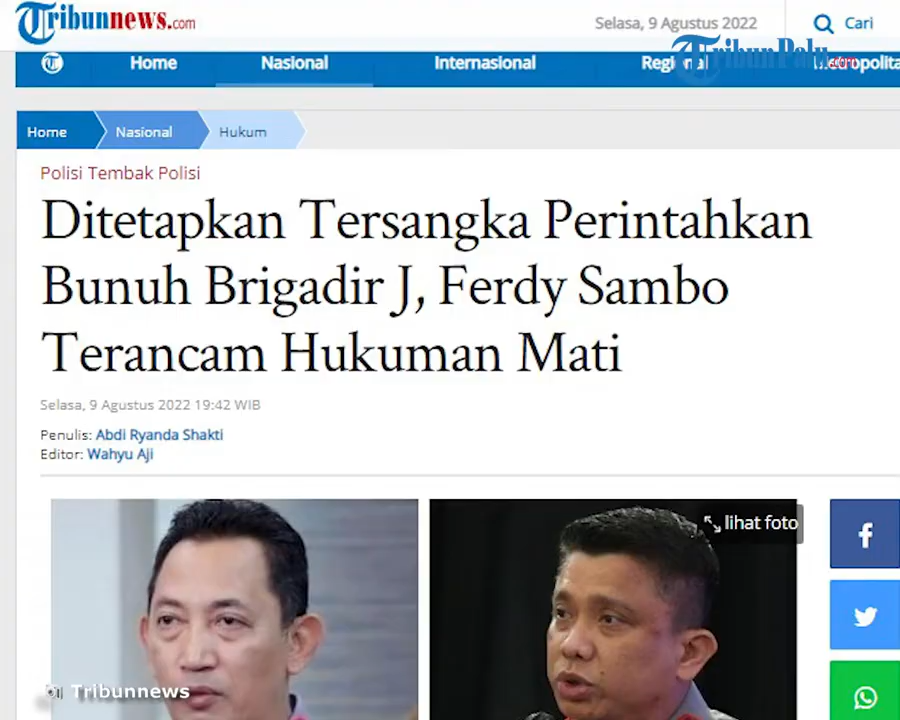 Tribunnews.com
Selasa, 9 Agustus 2022
Cari
TribunPalu.com
Home
Nasional
Internasional
Home
Nasional
Hukum
Polisi Tembak Polisi
Ditetapkan Tersangka Perintahkan
Bunuh Brigadir J, Ferdy Sambo
Terancam Hukuman Mati
Selasa, 9 Agustus 2022 19:42 WIB
Penulis: Abdi Ryanda Shakti
Editor: Wahyu Aji
lihat foto
Tribunnews